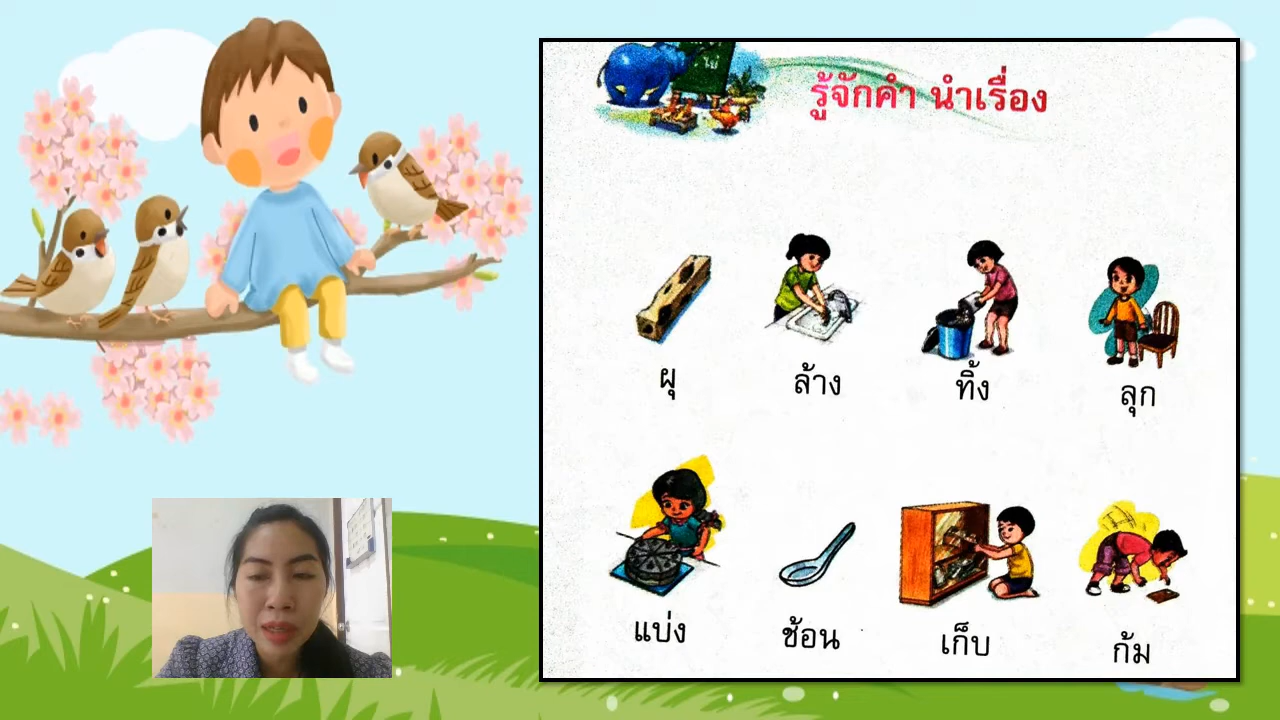 รู้จักคำ นำเรื่อง
ผุ ล้าง ทิ้ง ลุก
แบ่ง ช้อน เก็บ ก้ม